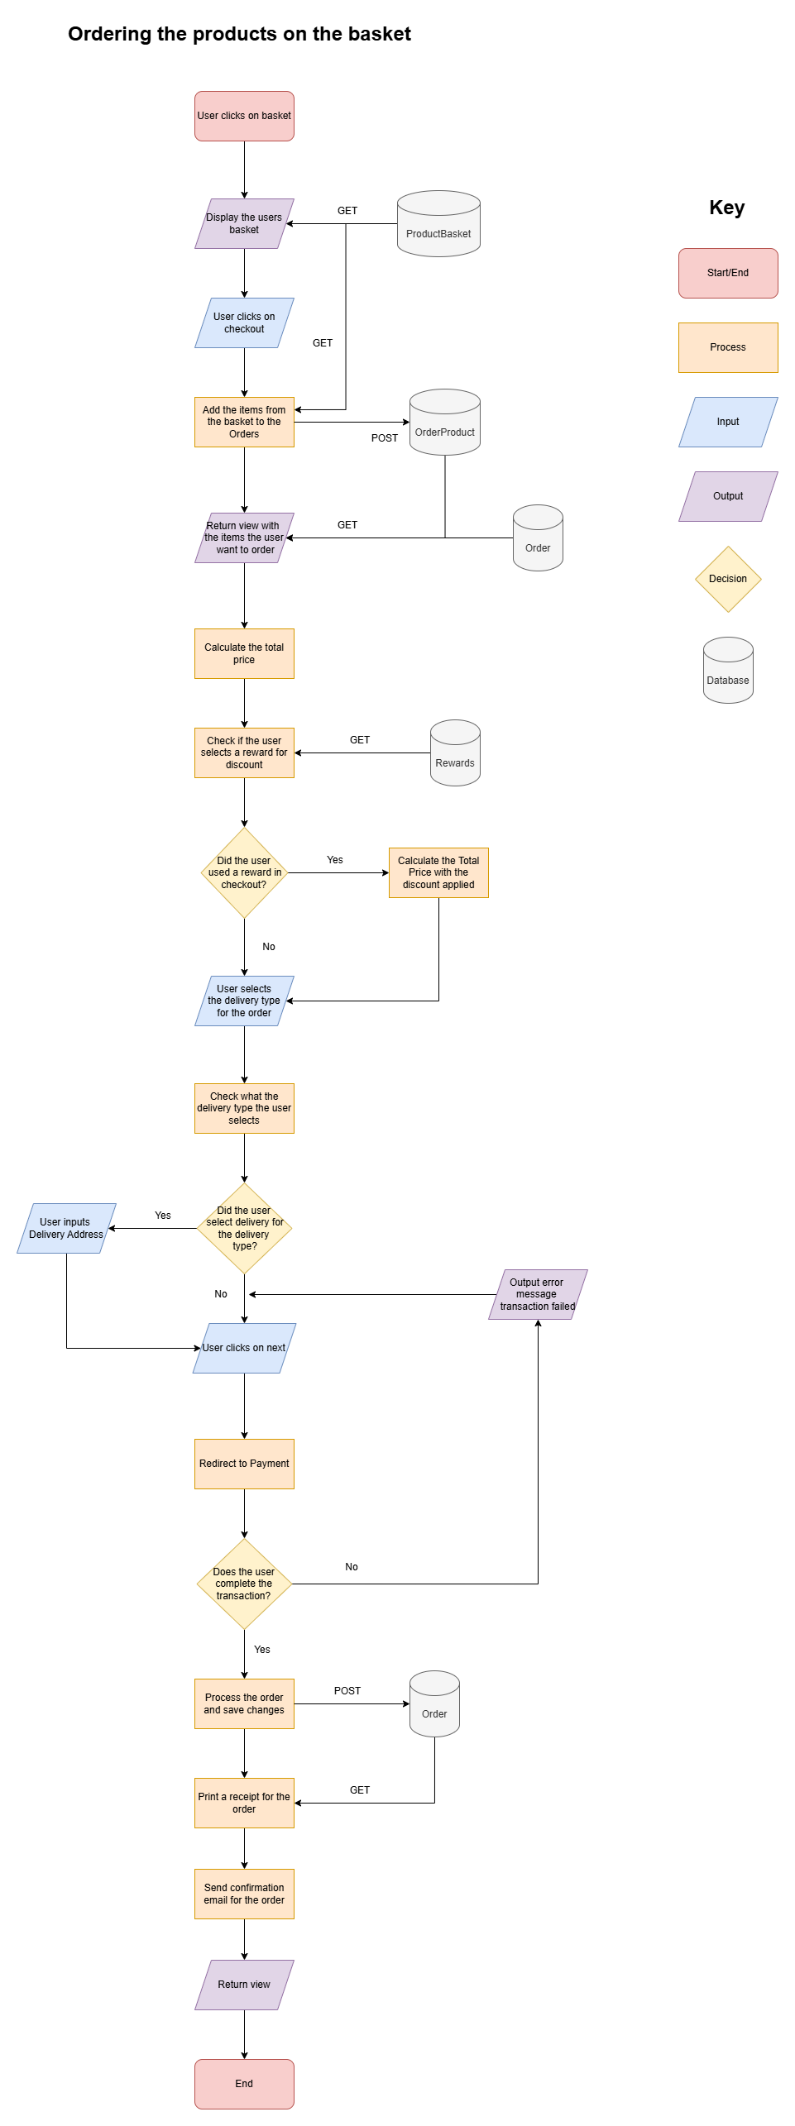 Ordering the products on the basket
User clicks on basket
Display the users
basket
GET
ProductBasket
User clicks on
checkout
GET
Add the items from
the basket to the
Orders
POST
OrderProduct
Return view with
the items the user
want to order
GET
Order
Calculate the total
price
Check if the user
selects a reward for
discount
GET
Rewards
Did the user
used a reward in
checkout?
Yes
Calculate the Total
Price with the
discount applied
No
User selects
the delivery type
for the order
Check what the
delivery type the user
selects
Did the user
select delivery for
the delivery
type?
Yes
User inputs
Delivery Address
No
Output error
message
transaction failed
User clicks on next
Redirect to Payment
Does the user
complete the
transaction?
No
Yes
Process the order
and save changes
POST
Order
Print a receipt for the
order
GET
Send confirmation
email for the order
Return view
End
Key
Start/End
Process
Input
Output
Decision
Database